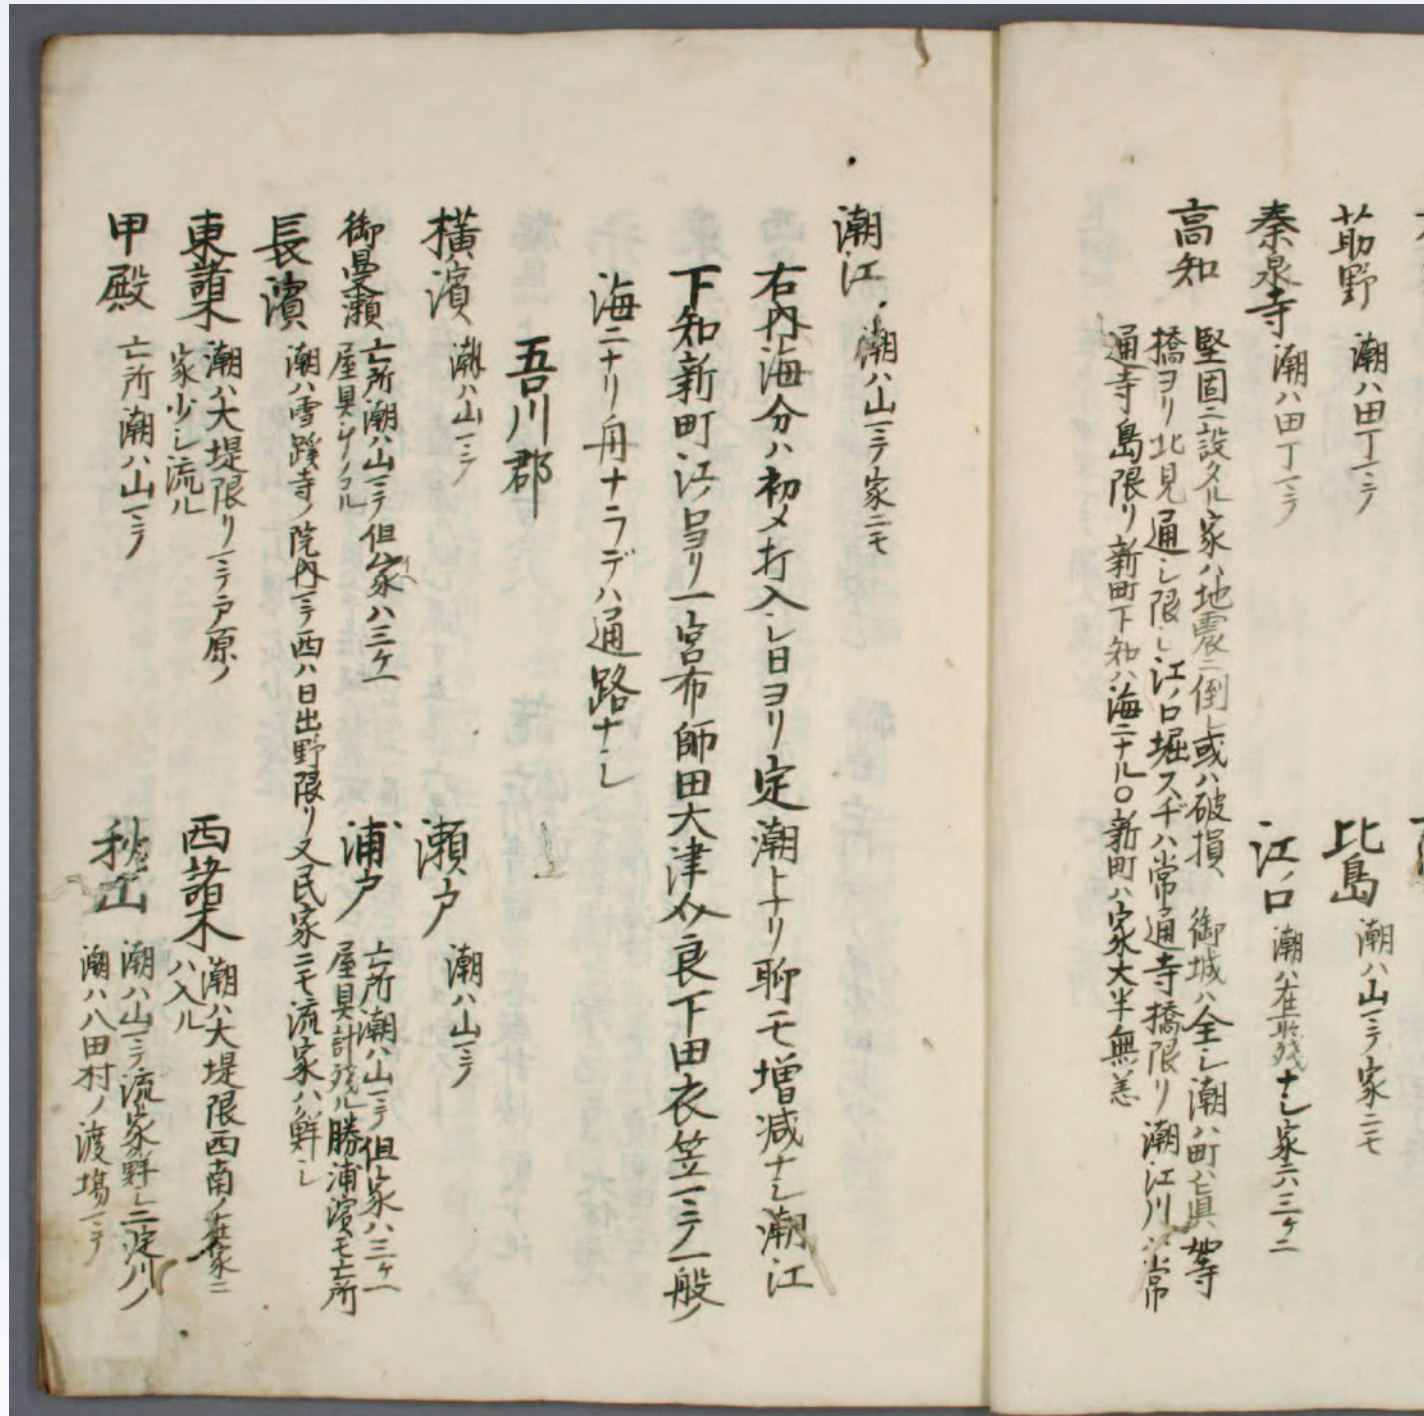 茹野 潮ハ田丁ニテ
比島 潮ハ山ニテ家ニモ
秦泉寺 潮ハ田丁ニテ
江ノ口 潮ハ在所残ナシ家六三ケ二
高知 堅固ニ設タル家ハ地震ニ倒レ或ハ破損 御城ハ全シ潮ハ町ハ真如寺
橋ヨリ北見通シ限シ江ノ口堀スヂハ常通寺橋限リ潮江川ハ常
通寺島限リ新町下知ハ海ニナル〇新町ハ家大半無恙
潮江 潮ハ山ニテ家ニモ
右内海分ハ初メ打入シ日ヨリ定潮トナリ聊モ増減ナシ潮江
下知新町江ノ口ヨリ一宮布師田大津介良下田衣笠ニテ一般ノ
海ニナリ舟ナラデハ通路ナシ
吾川郡
横濱 潮ハ山ニテ
瀬戸 潮ハ山ニテ
御畳瀬 亡所潮ハ山ニテ但シ家ハ三ケ一
屋具計ノコル
浦戸 亡所潮ハ山ニテ但シ家ハ三ケ一
屋具計残ル勝浦濱モ亡所
長濱 潮ハ雪蹊寺ノ院内ニテ西ハ日出野限リ又民家ニモ流家ハ鮮シ
東諸木 潮ハ大堤限リニテ戸原ノ
家少シ流ル
西諸木 潮ハ大堤限西南ノ在家ニ
ハ入ル
甲殿 亡所潮ハ山ニテ
秋山 潮ハ山ニテ流家鮮シ二淀川ノ
潮ハ八田村ノ渡場ニテ